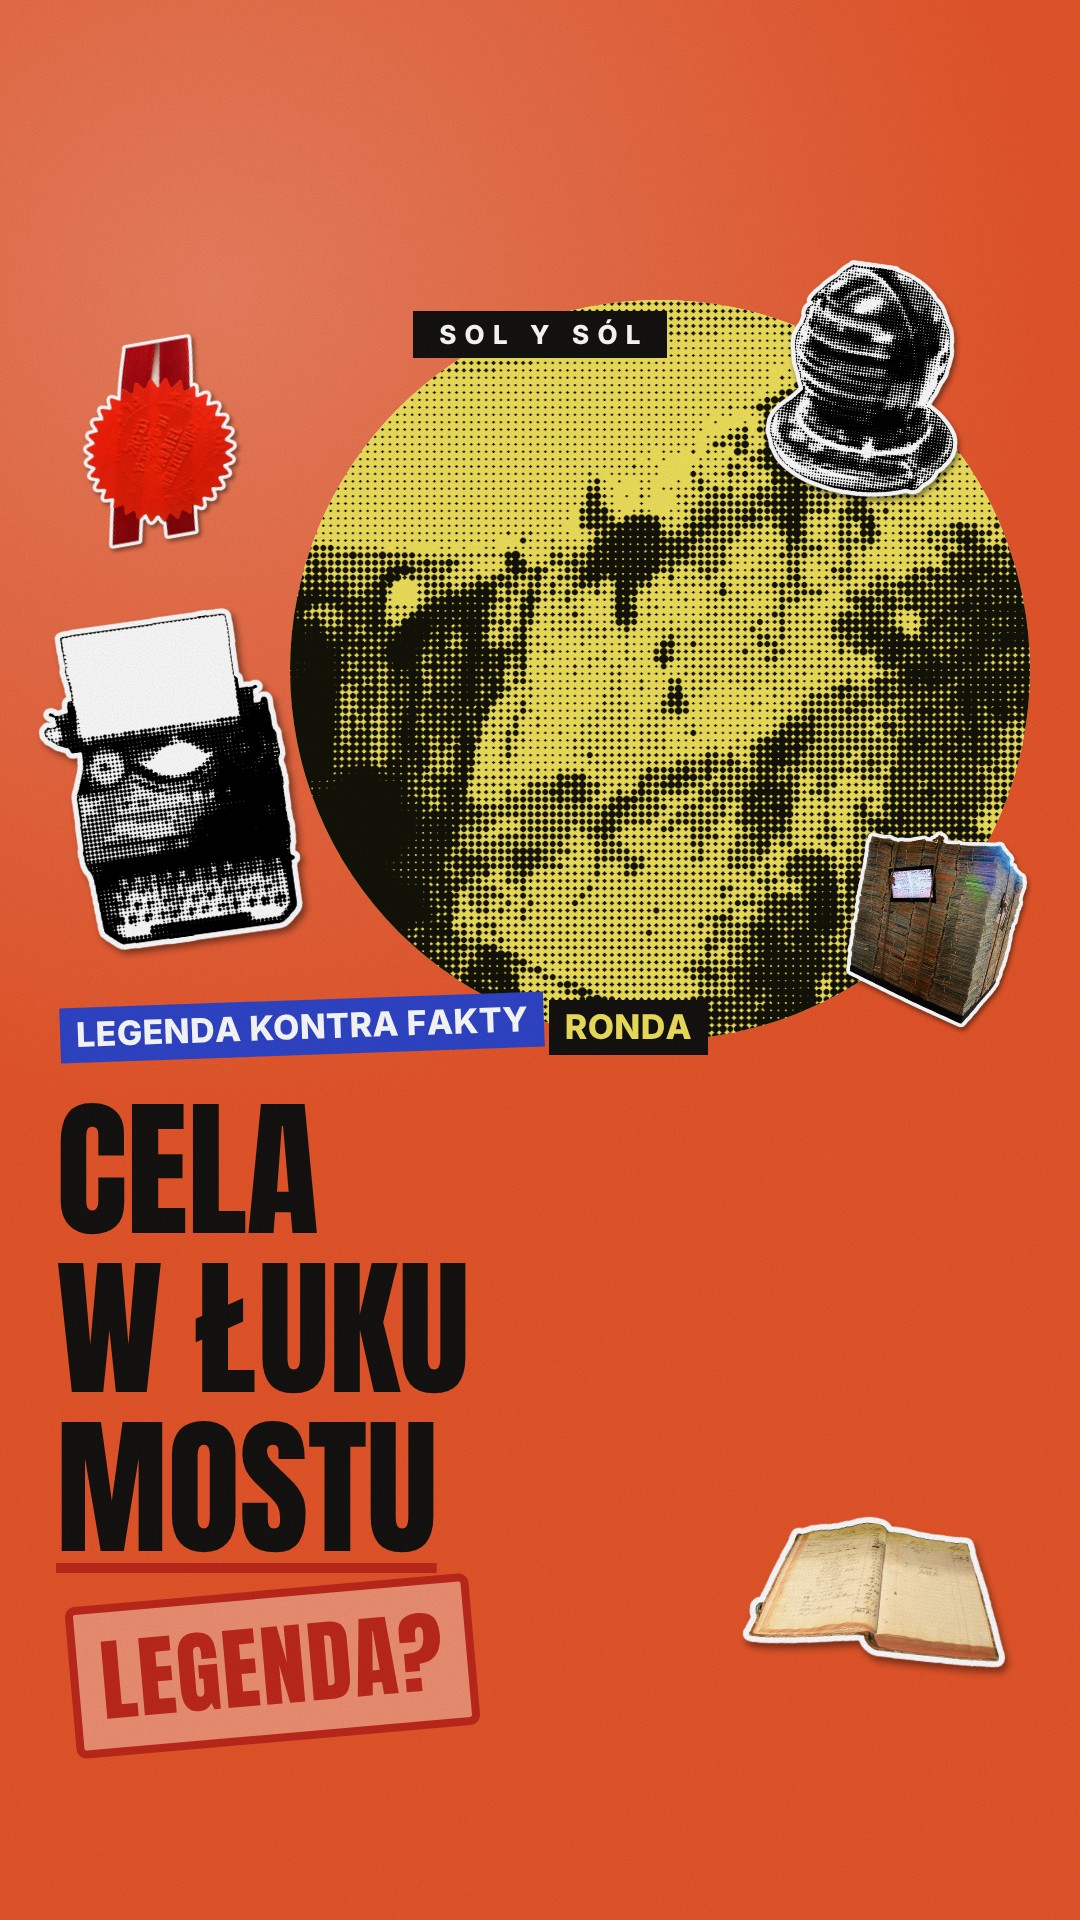 SOL Y SÓL
LEGENDA KONTRA FAKTY
RONDA
CELA
W ŁUKU
MOSTU
LEGENDA?